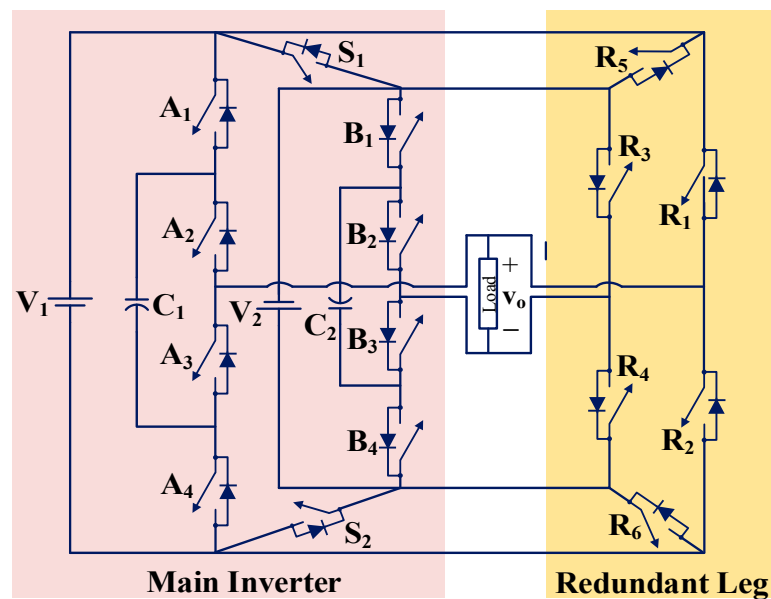 S₁
R₅
A₁
B₁
R₃
R₁
A₂
B₂
V₁
C₁
V₂
C₂
Load
+
vₒ
−
A₃
B₃
R₄
R₂
A₄
B₄
S₂
R₆
Main Inverter
Redundant Leg